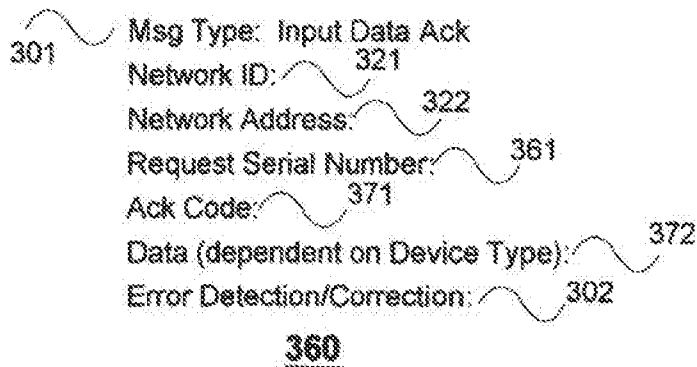 301 Msg Type: Input Data Ack
Network ID: 321
Network Address: 322
Request Serial Number: 361
Ack Code: 371
Data (dependent on Device Type): 372
Error Detection/Correction: 302
360